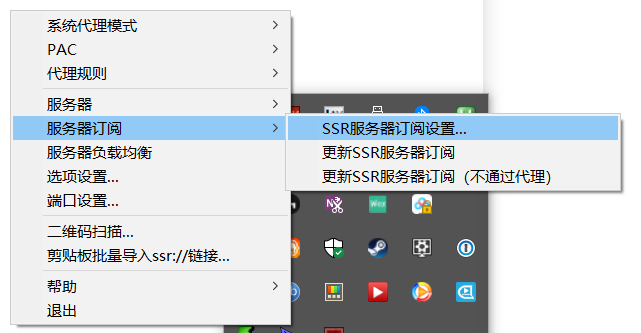 系统代理模式
PAC
代理规则
服务器
服务器订阅
服务器负载均衡
选项设置...
端口设置...
二维码扫描...
剪贴板批量导入ssr://链接...
帮助
退出
SSR服务器订阅设置...
更新SSR服务器订阅
更新SSR服务器订阅（不通过代理）